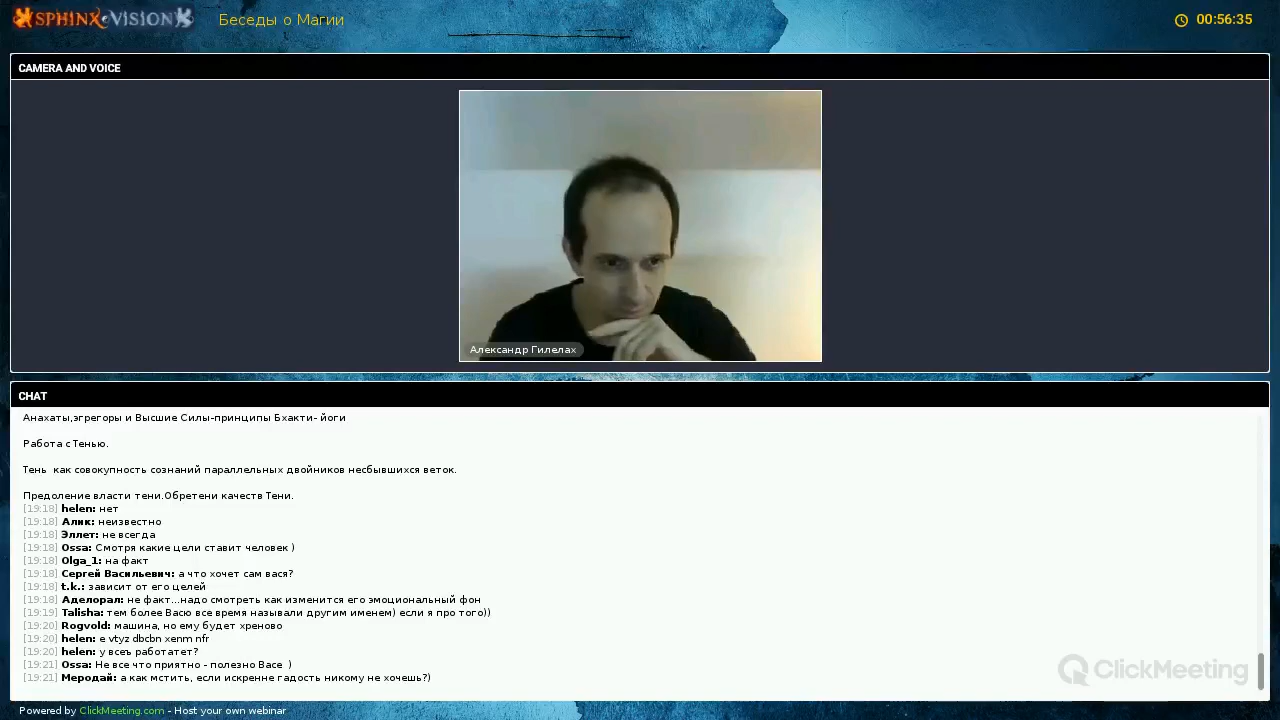 SPHINX VISION
Беседы о Магии
00:56:35
CAMERA AND VOICE
Александр Гилелах
CHAT
Анахаты,эгрегоры и Высшие Силы-принципы Бхакти- йоги
Работа с Тенью.
Тень  как совокупность сознаний параллельных двойников несбывшихся веток.
Предоление власти тени.Обретени качеств Тени.
[19:18] helen: нет
[19:18] Алик: неизвестно
[19:18] Эллет: не всегда
[19:18] Ossa: Смотря какие цели ставит человек )
[19:18] Olga_1: на факт
[19:18] Сергей Васильевич: а что хочет сам вася?
[19:18] t.k.: зависит от его целей
[19:18] Аделорал: не факт...надо смотреть как изменится его эмоциональный фон
[19:19] Talisha: тем более Васю все время называли другим именем) если я про того))
[19:20] Rogvold: машина, но ему будет хреново
[19:20] helen: е vtyz dbcbn xenm nfr
[19:20] helen: у всеъ работатет?
[19:21] Ossa: Не все что приятно - полезно Васе  )
[19:21] Меродай: а как мстить, если искренне гадость никому не хочешь?)
ClickMeeting
Powered by ClickMeeting.com - Host your own webinar